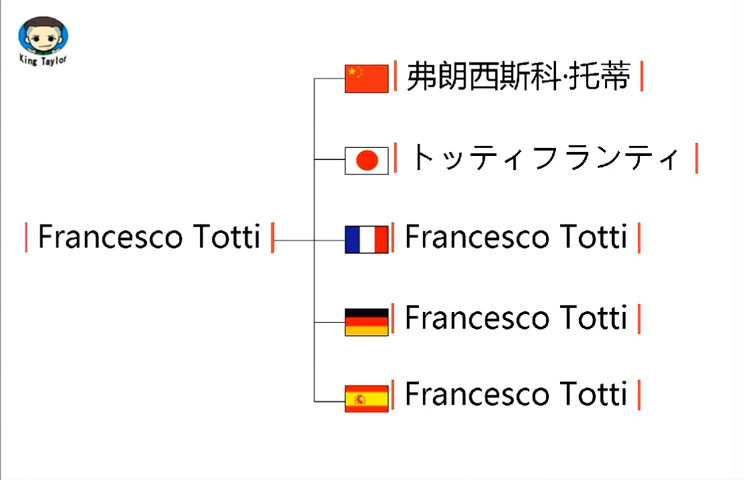 King Taylor
弗朗西斯科·托蒂
トッティフランティ
Francesco Totti
Francesco Totti
Francesco Totti
Francesco Totti